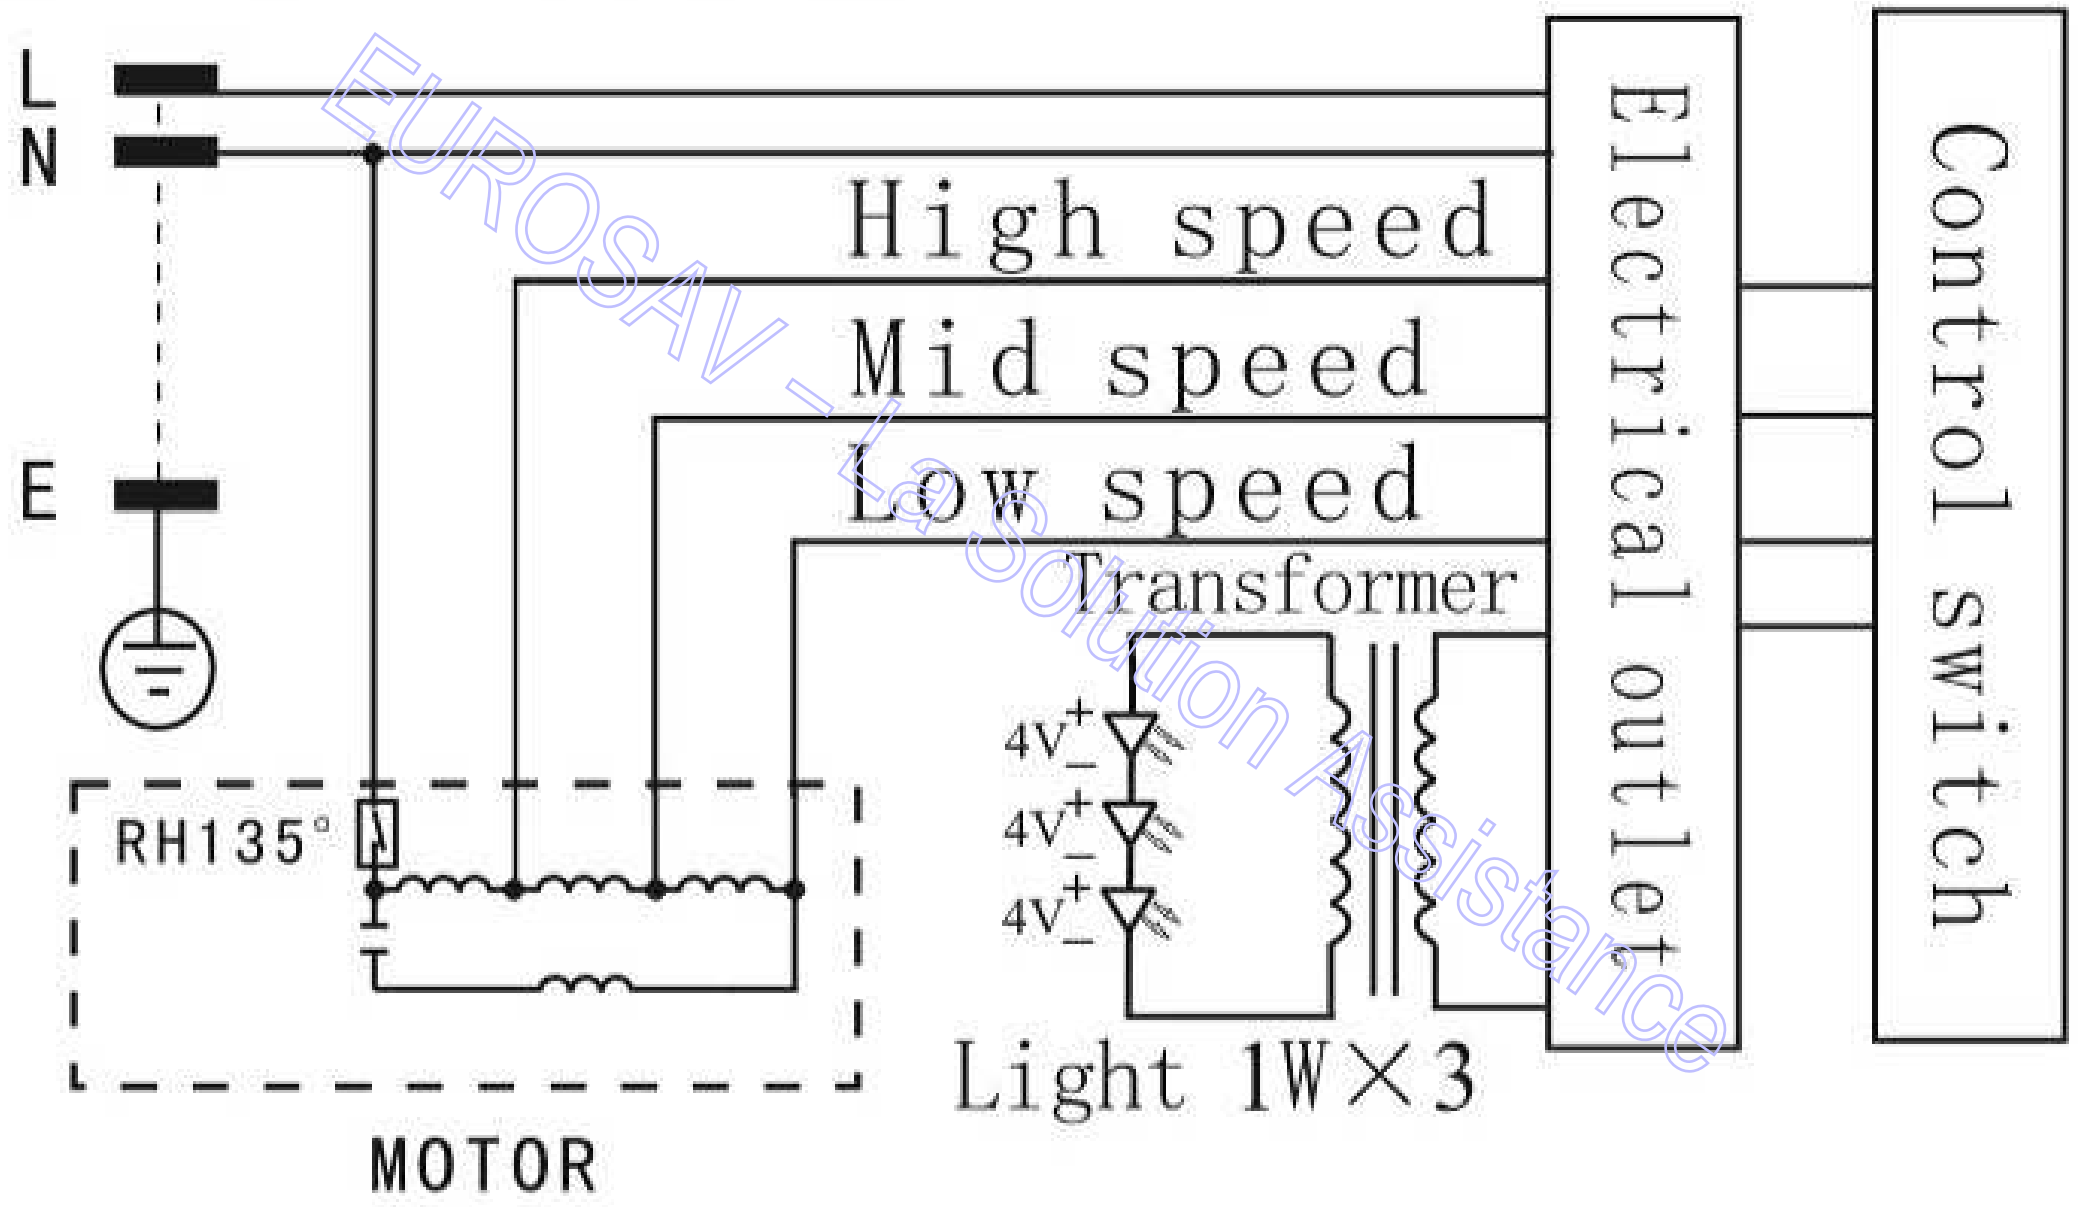 L
N
E
High speed
Mid speed
Low speed
Transformer
4V
+
−
4V
+
−
4V
+
−
RH135°
Light 1W×3
MOTOR
Electrical outlet
Control switch
EUROSAV - La Solution Assistance